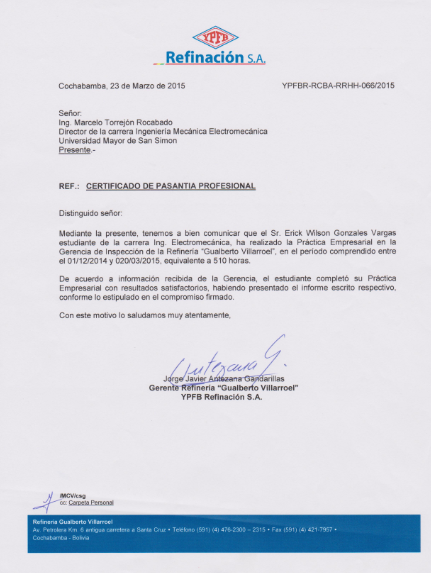 YPFB
Refinación S.A.
Cochabamba, 23 de Marzo de 2015
YPFBR-RCBA-RRHH-066/2015
Señor:
Ing. Marcelo Torrejón Rocabado
Director de la carrera Ingeniería Mecánica Electromecánica
Universidad Mayor de San Simon
Presente.-
REF.: CERTIFICADO DE PASANTIA PROFESIONAL
Distinguido señor:
Mediante la presente, tenemos a bien comunicar que el Sr. Erick Wilson Gonzales Vargas
estudiante de la carrera Ing. Electromecánica, ha realizado la Práctica Empresarial en la
Gerencia de Inspección de la Refinería "Gualberto Villarroel", en el período comprendido entre
el 01/12/2014 y 020/03/2015, equivalente a 510 horas.
De acuerdo a información recibida de la Gerencia, el estudiante completó su Práctica
Empresarial con resultados satisfactorios, habiendo presentado el informe escrito respectivo,
conforme lo estipulado en el compromiso firmado.
Con este motivo lo saludamos muy atentamente,
Antezana G.
Jorge Javier Antezana Gandarillas
Gerente Refinería "Gualberto Villarroel"
YPFB Refinación S.A.
/MCV/csg
cc: Carpeta Personal
Refinería Gualberto Villarroel
Av. Petrolera Km. 6 antigua carretera a Santa Cruz • Teléfono (591) (4) 476-2300 – 2315 • Fax (591) (4) 421-7957 •
Cochabamba - Bolivia